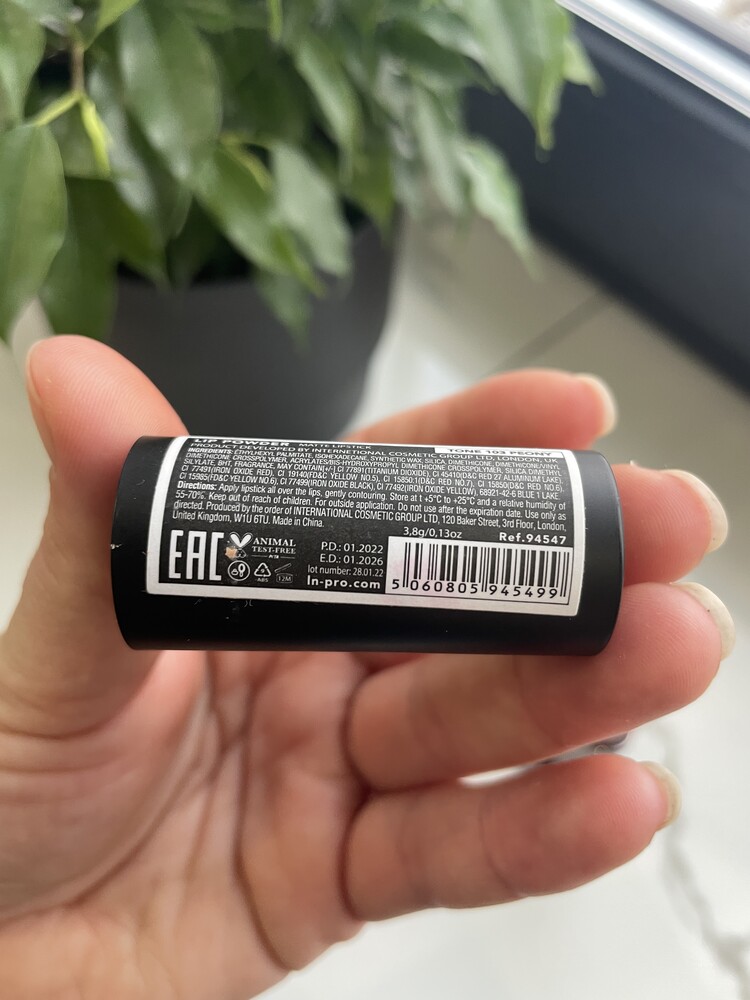 LIP POWDER MATTE LIPSTICK TONE 103 PEONY
PRODUCT DEVELOPED BY INTERNETIONAL COSMETIC GROUP LTD, LONDON, UK.
INGREDIENTS: ETHYLHEXYL PALMITATE, ISOHEXADECANE, SYNTHETIC WAX, SILICA, DIMETHICONE, DIMETHICONE/VINYL
DIMETHICONE CROSSPOLYMER, ACRYLATES/BIS-HYDROXYPROPYL DIMETHICONE CROSSPOLYMER, SILICA DIMETHYL
SILYLATE, BHT, FRAGRANCE, MAY CONTAIN[+/-] CI 77891(TITANIUM DIOXIDE), CI 45410(D&C RED 27 ALUMINUM LAKE),
CI 77491(IRON OXIDE RED), CI 19140(FD&C YELLOW NO.5), CI 15850:1(D&C RED NO.7), CI 15850(D&C RED NO.6),
CI 15985(FD&C YELLOW NO.6), CI 77499(IRON OXIDE BLACK), CI 77492(IRON OXIDE YELLOW), 68921-42-6 BLUE 1 LAKE
Directions: Apply lipstick all over the lips, gently contouring. Store at t +5°C to +25°C and a relative humidity of
55-70%. Keep out of reach of children. For outside application. Do not use after the expiration date. Use only as
directed. Produced by the order of INTERNATIONAL COSMETIC GROUP LTD, 120 Baker Street, 3rd Floor, London,
United Kingdom, W1U 6TU. Made in China.
3,8g/0,13oz Ref.94547
EAC
ANIMAL
TEST-FREE
P.D.: 01.2022
E.D.: 01.2026
lot number: 28.01.22
ABS
12M
In-pro.com
5 060805 945499